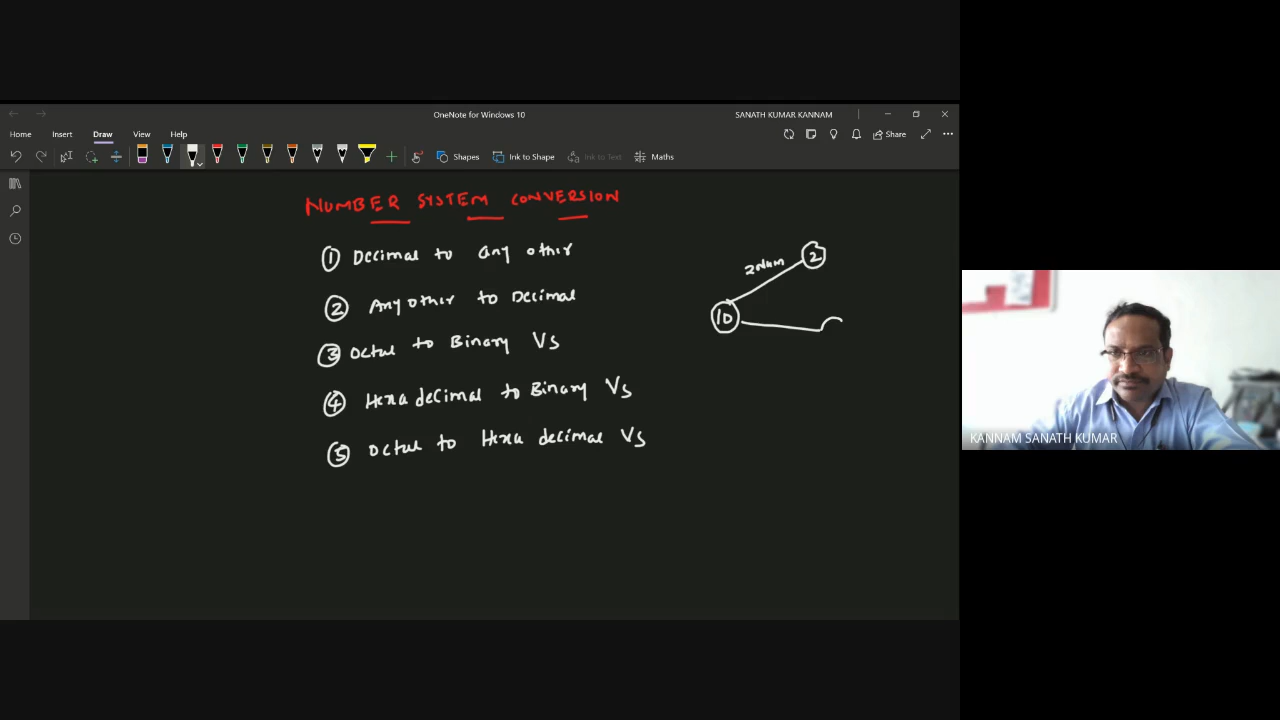 OneNote for Windows 10
SANATH KUMAR KANNAM
Home Insert Draw View Help
Share
Shapes Ink to Shape Ink to Text Maths
NUMBER SYSTEM CONVERSION
① Decimal to any other
② Any other to Decimal
③ Octal to Binary Vs
④ Hexa decimal to Binary Vs
⑤ Octal to Hexa decimal Vs
2
10
KANNAM SANATH KUMAR